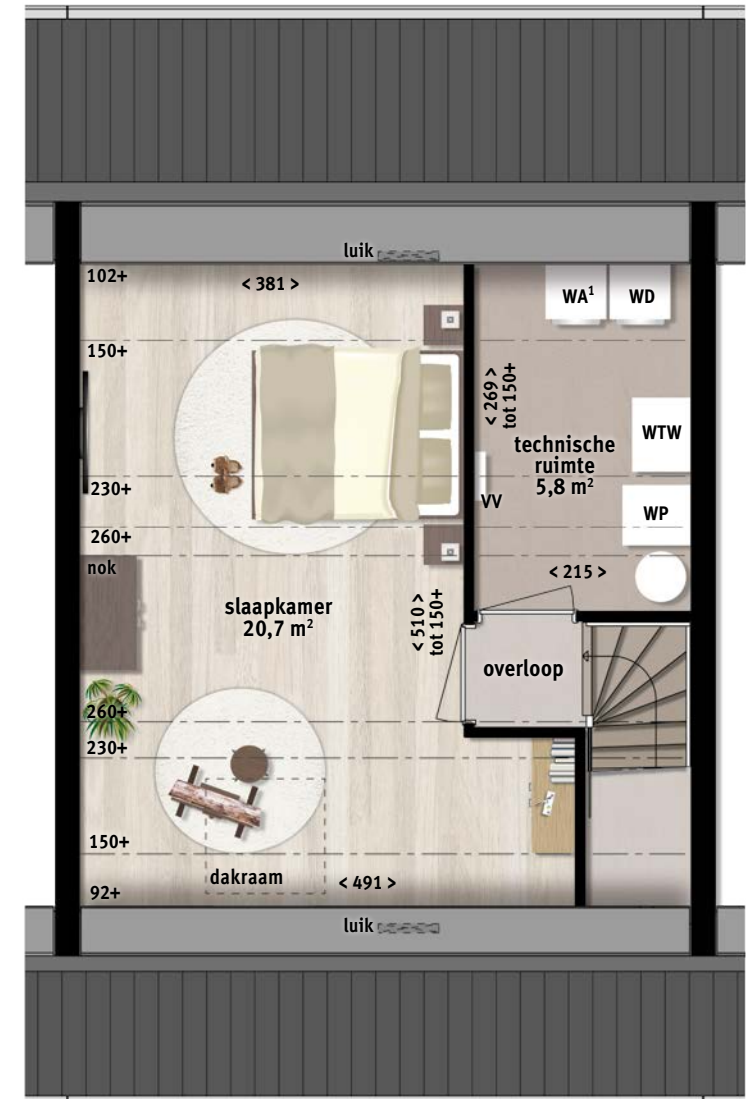 luik
102+
< 381 >
WA¹
WD
150+
< 269 >
tot 150+
WTW
technische
ruimte
5,8 m²
230+
VV
WP
260+
nok
< 215 >
slaapkamer
20,7 m²
< 510 >
tot 150+
overloop
260+
230+
150+
dakraam
< 491 >
92+
luik